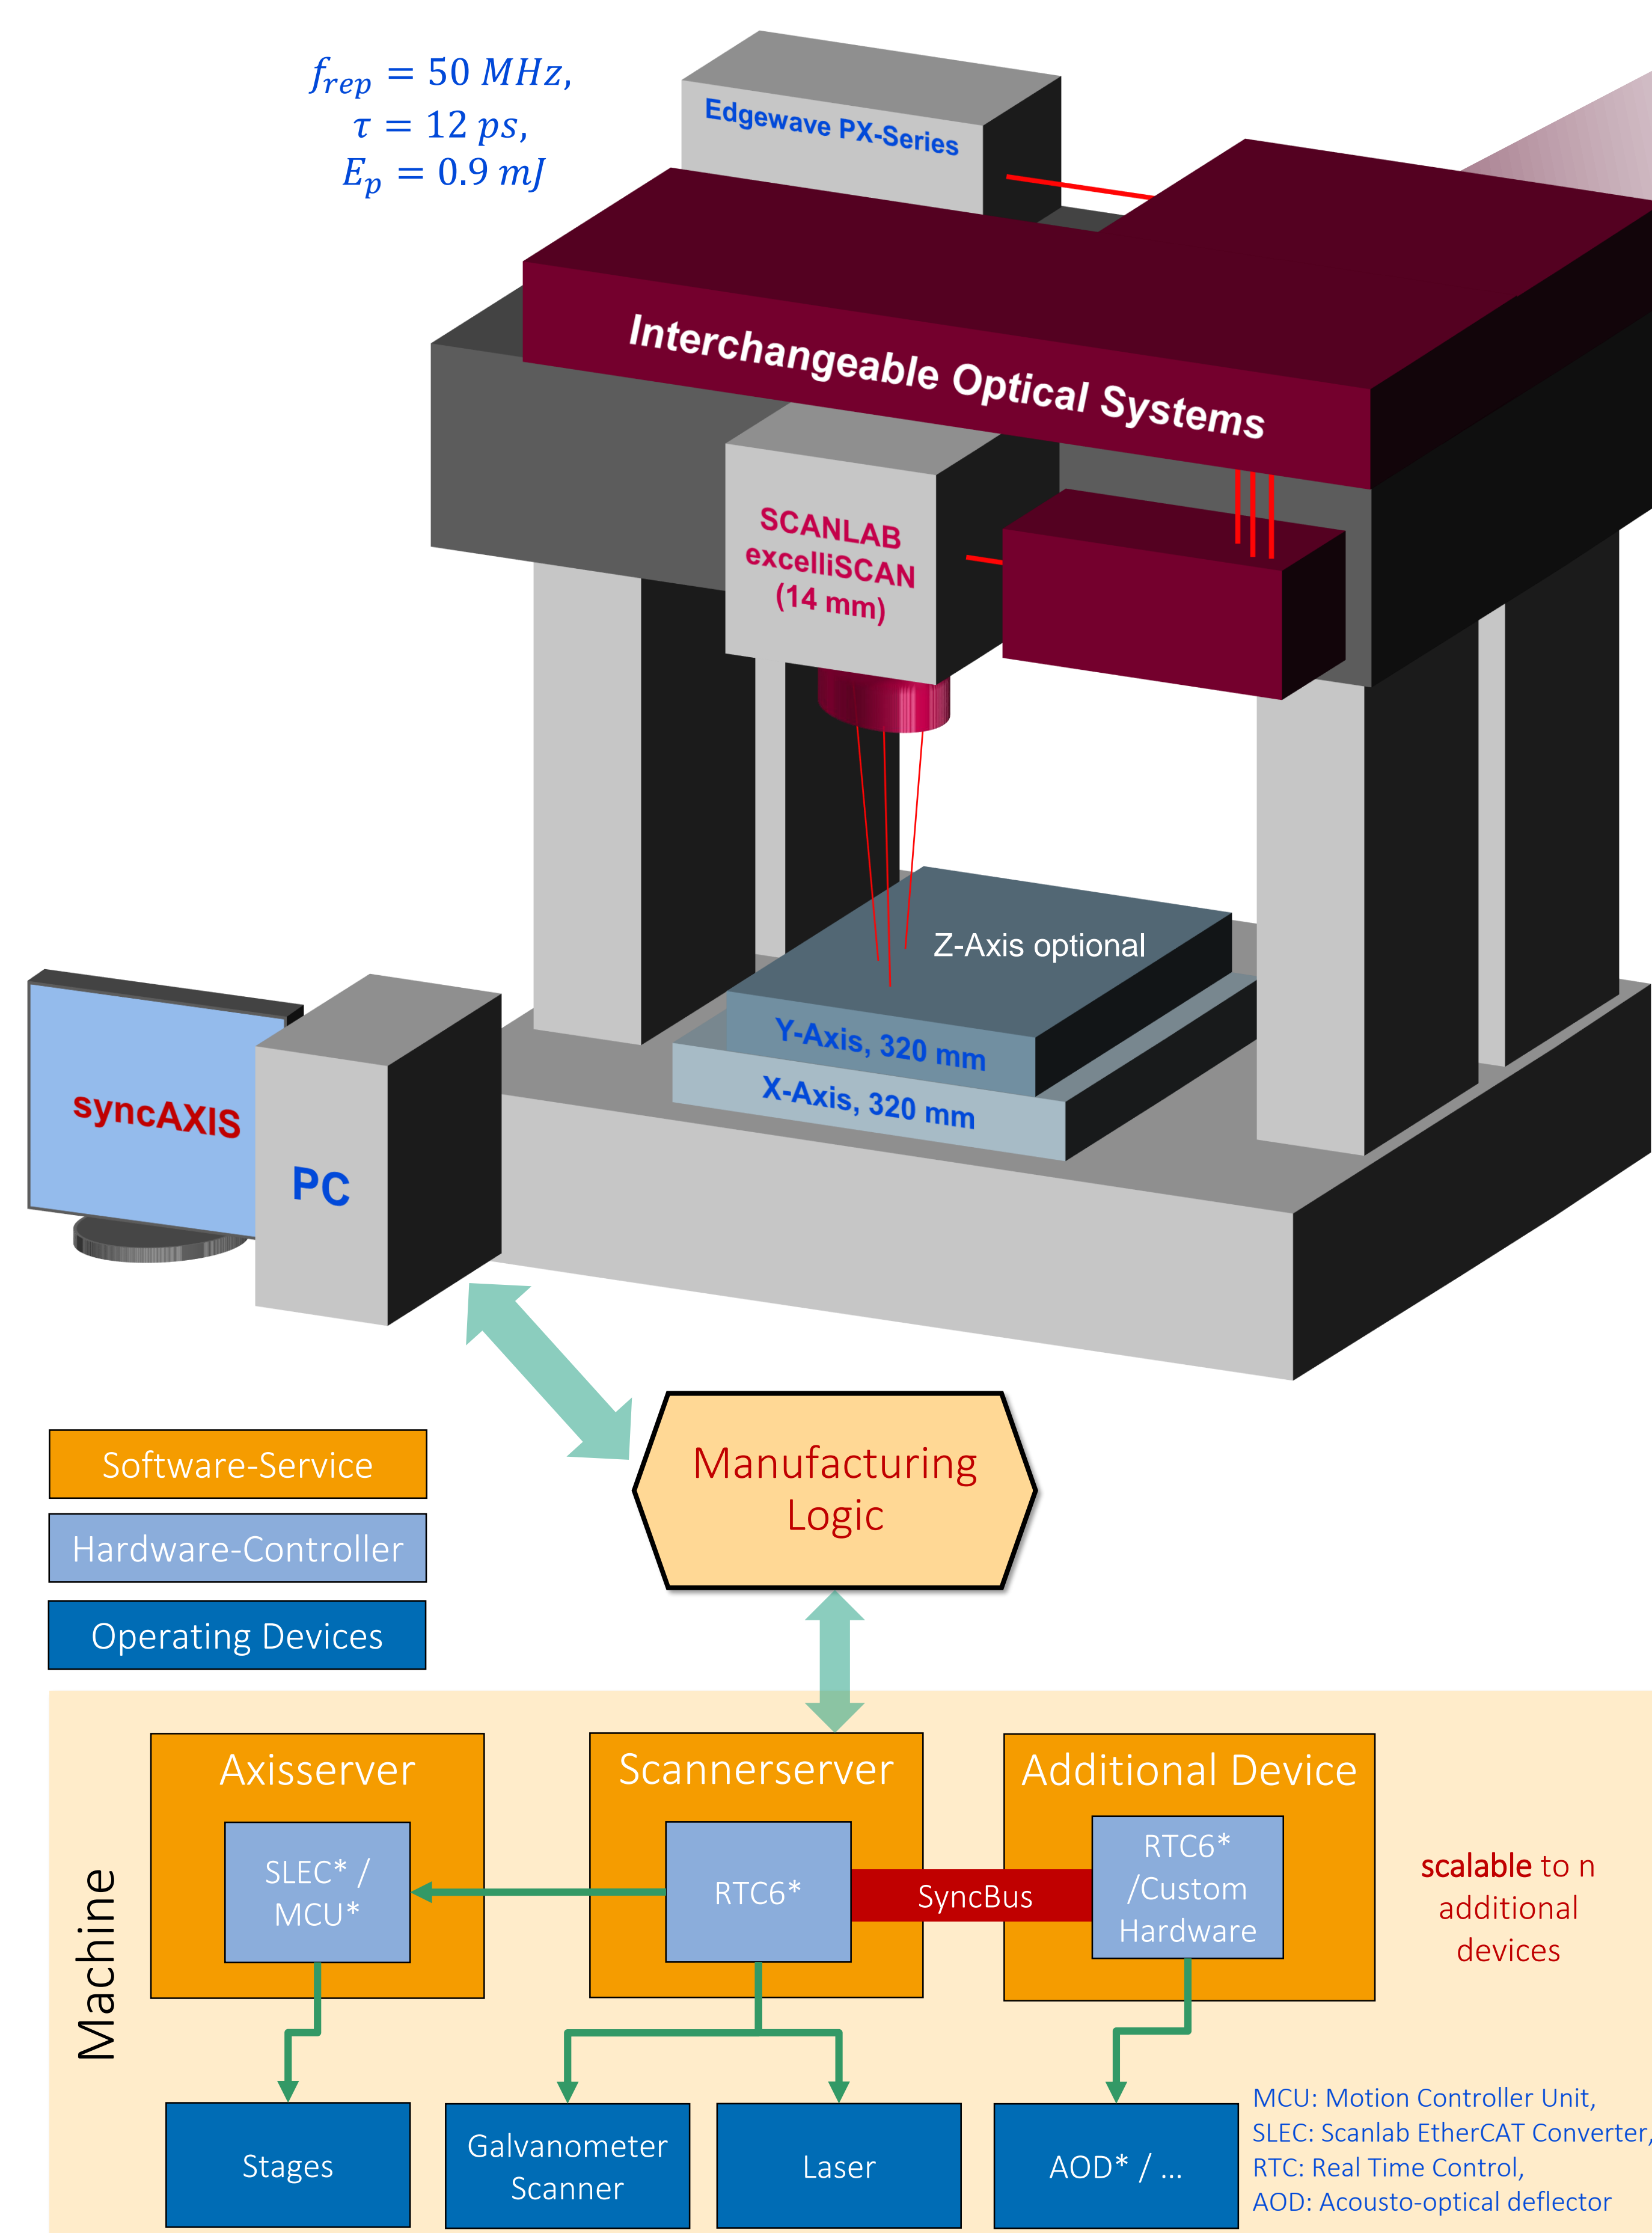 f_rep = 50 MHz,
τ = 12 ps,
E_p = 0.9 mJ
Edgewave PX-Series
Interchangeable Optical Systems
SCANLAB
excelliSCAN
(14 mm)
Z-Axis optional
Y-Axis, 320 mm
X-Axis, 320 mm
syncAXIS
PC
Manufacturing
Logic
Software-Service
Hardware-Controller
Operating Devices
Machine
Axisserver
SLEC* /
MCU*
Scannerserver
RTC6*
SyncBus
Additional Device
RTC6*
/Custom
Hardware
scalable to n
additional
devices
Stages
Galvanometer
Scanner
Laser
AOD* / ...
MCU: Motion Controller Unit,
SLEC: Scanlab EtherCAT Converter,
RTC: Real Time Control,
AOD: Acousto-optical deflector